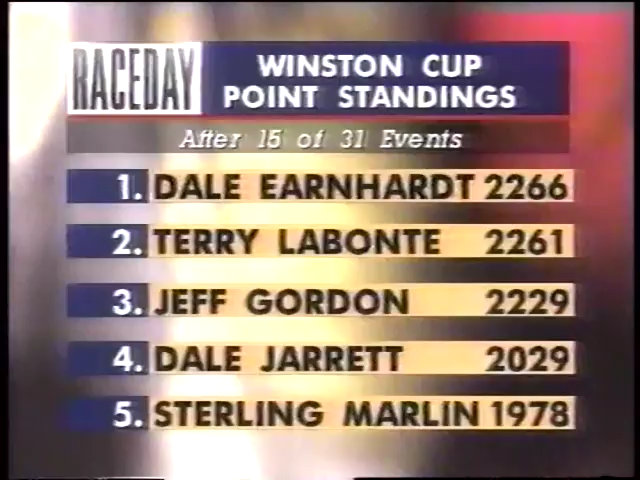 RACEDAY
WINSTON CUP
POINT STANDINGS
After 15 of 31 Events
1. DALE EARNHARDT 2266
2. TERRY LABONTE 2261
3. JEFF GORDON 2229
4. DALE JARRETT 2029
5. STERLING MARLIN 1978